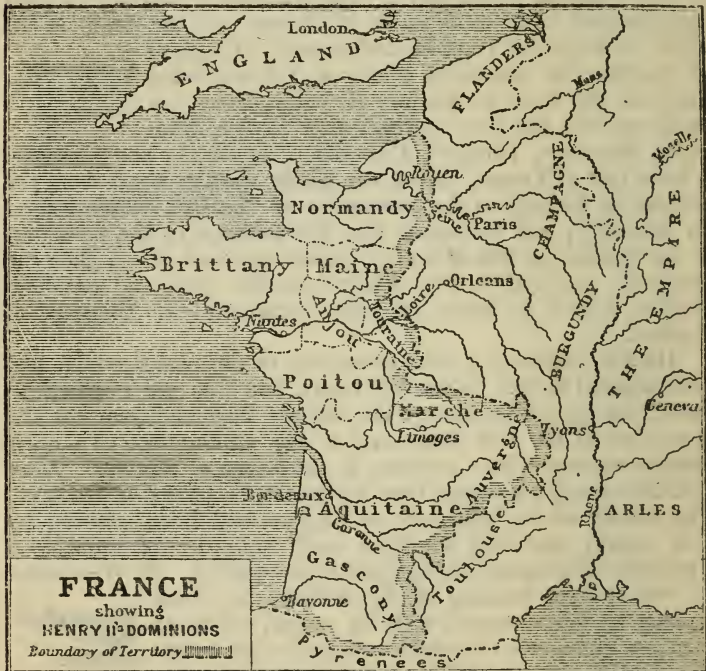 London
ENGLAND
FLANDERS
Maas
Moselle
Rouen
Normandy
Seine
Paris
CHAMPAGNE
Brittany
Maine
Loire
Orleans
THE EMPIRE
Anjou
Touraine
Nantes
BURGUNDY
Poitou
Marche
Geneva
Limoges
Lyons
Auvergne
Bordeaux
Aquitaine
Rhone
ARLES
Garonne
Toulouse
Gascony
Bayonne
Pyrenees
FRANCE
showing
HENRY II's DOMINIONS
Boundary of Territory